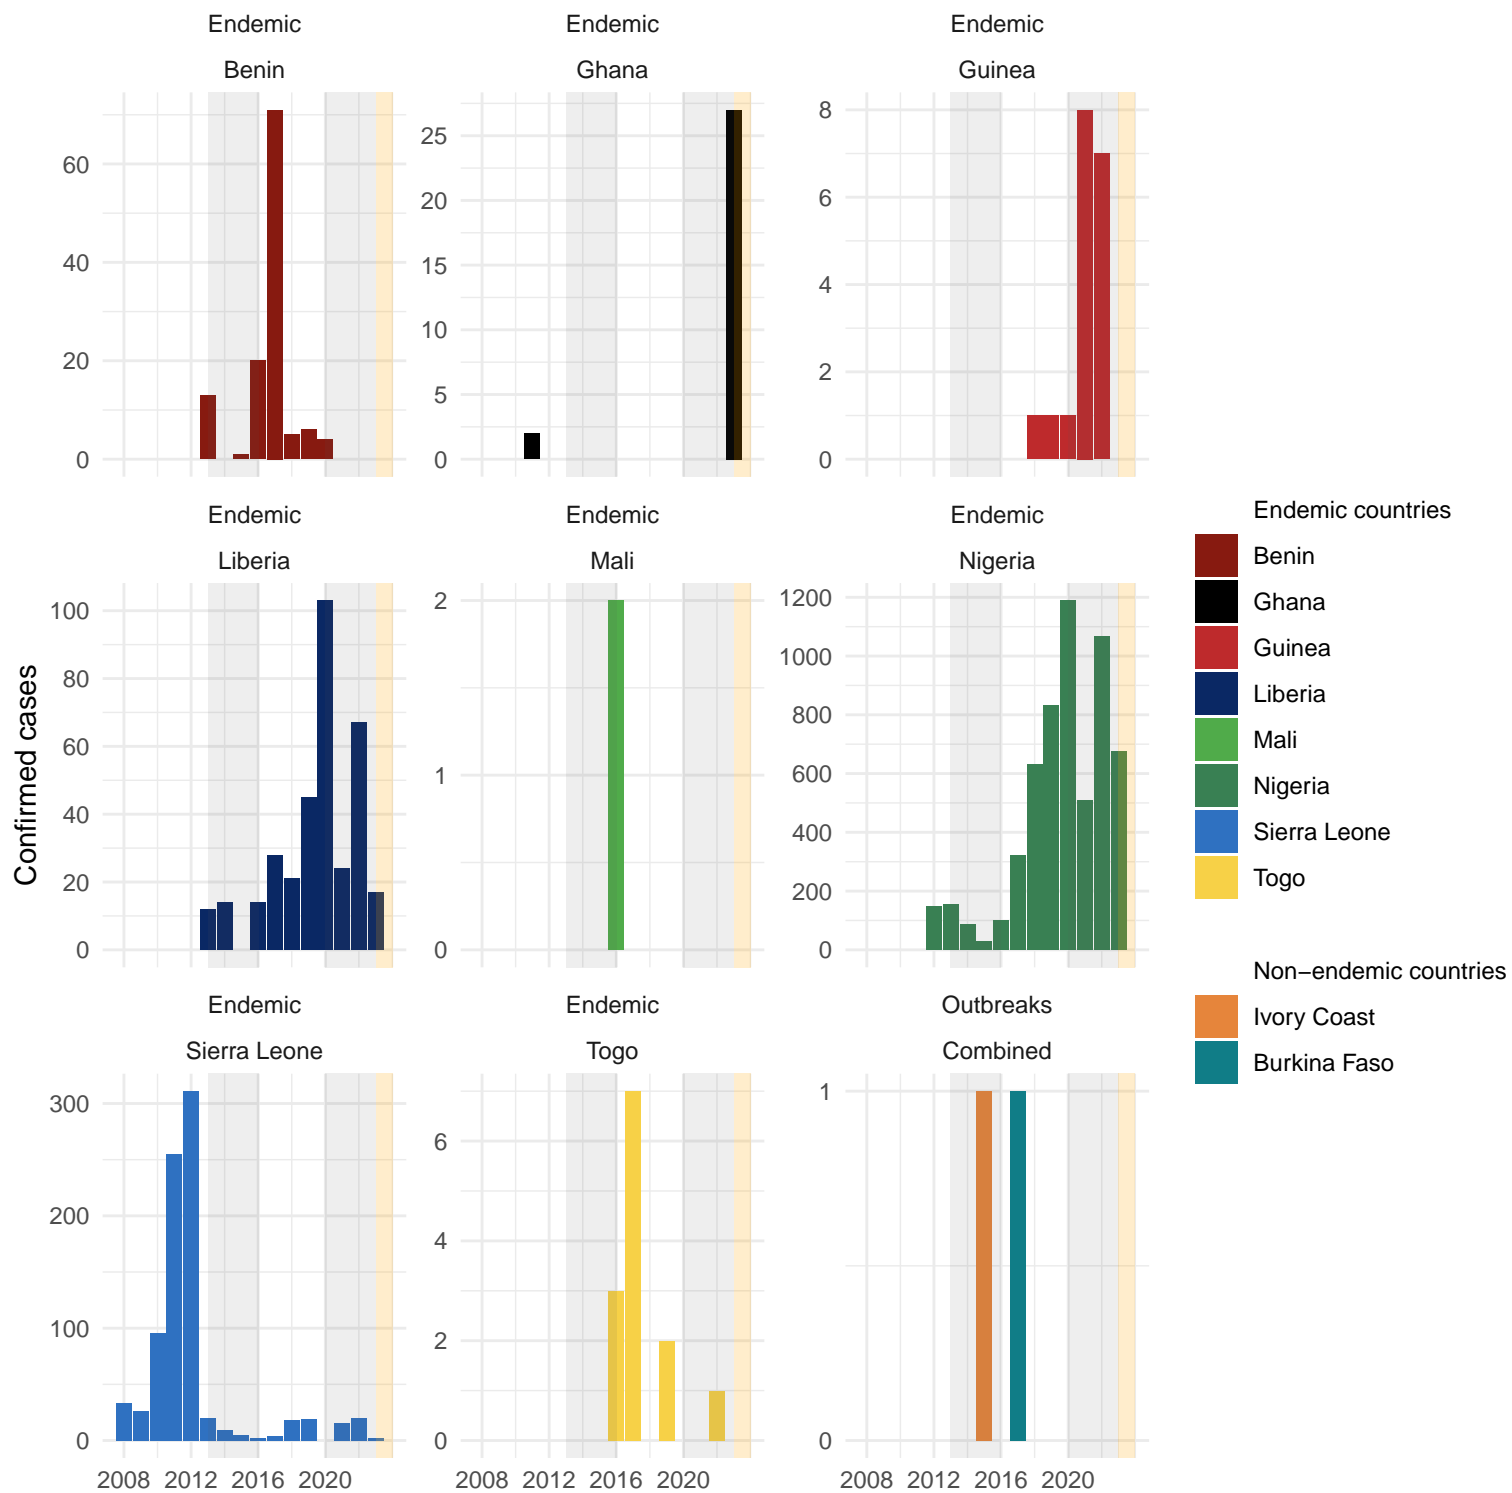 Endemic
Endemic
Endemic
Benin
Ghana
Guinea
60
40
20
0
25
20
15
10
5
0
8
6
4
2
0
Endemic
Endemic
Endemic
Liberia
Mali
Nigeria
Confirmed cases
100
80
60
40
20
0
2
1
0
1200
1000
800
600
400
200
0
Endemic
Endemic
Outbreaks
Sierra Leone
Togo
Combined
300
200
100
0
6
4
2
0
1
0
2008 2012 2016 2020
2008 2012 2016 2020
2008 2012 2016 2020
Endemic countries
Benin
Ghana
Guinea
Liberia
Mali
Nigeria
Sierra Leone
Togo
Non−endemic countries
Ivory Coast
Burkina Faso